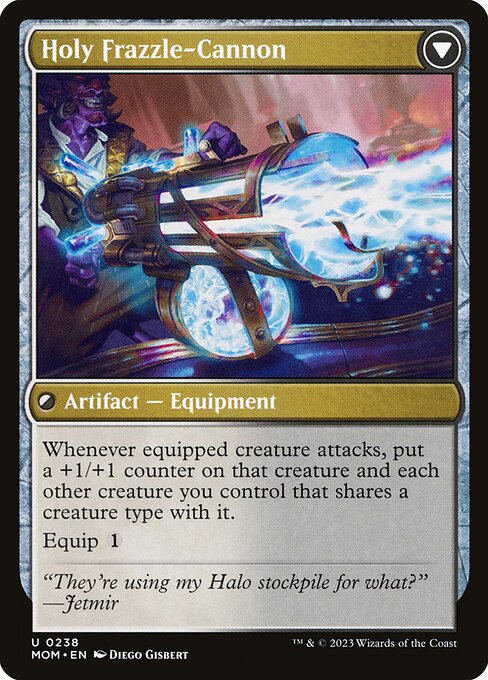 Holy Frazzle-Cannon
Artifact — Equipment
Whenever equipped creature attacks, put
a +1/+1 counter on that creature and each
other creature you control that shares a
creature type with it.
Equip 1
“They’re using my Halo stockpile for what?”
—Jetmir
U 0238
MOM • EN Diego Gisbert
™ & © 2023 Wizards of the Coast